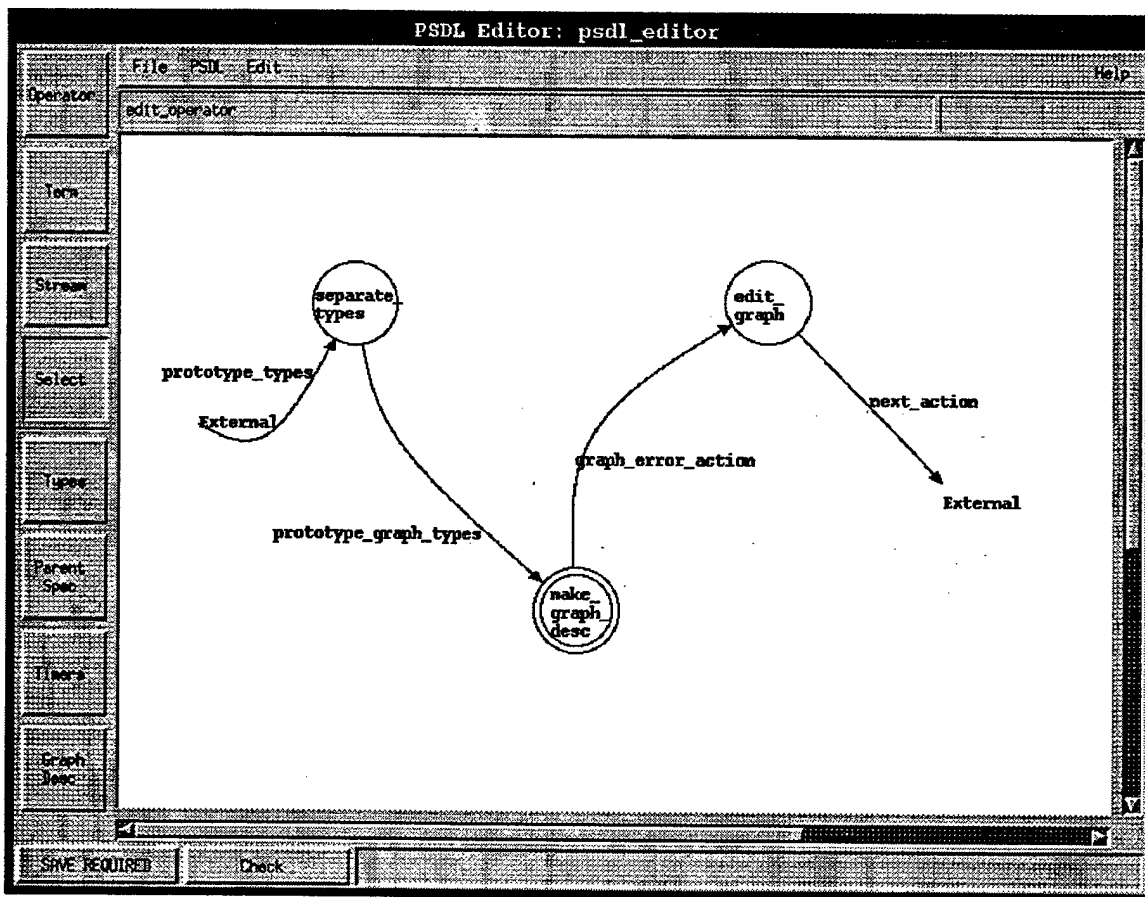 PSDL Editor: psdl_editor
File PSDL Edit
Help
Operator
edit_operator
Term
Stream
Select
Types
Parent
Spec
Timers
Graph
Desc
separate_
types
edit_
graph
prototype_types
External
next_action
graph_error_action
External
prototype_graph_types
make_
graph_
desc
SAVE REQUIRED
Check